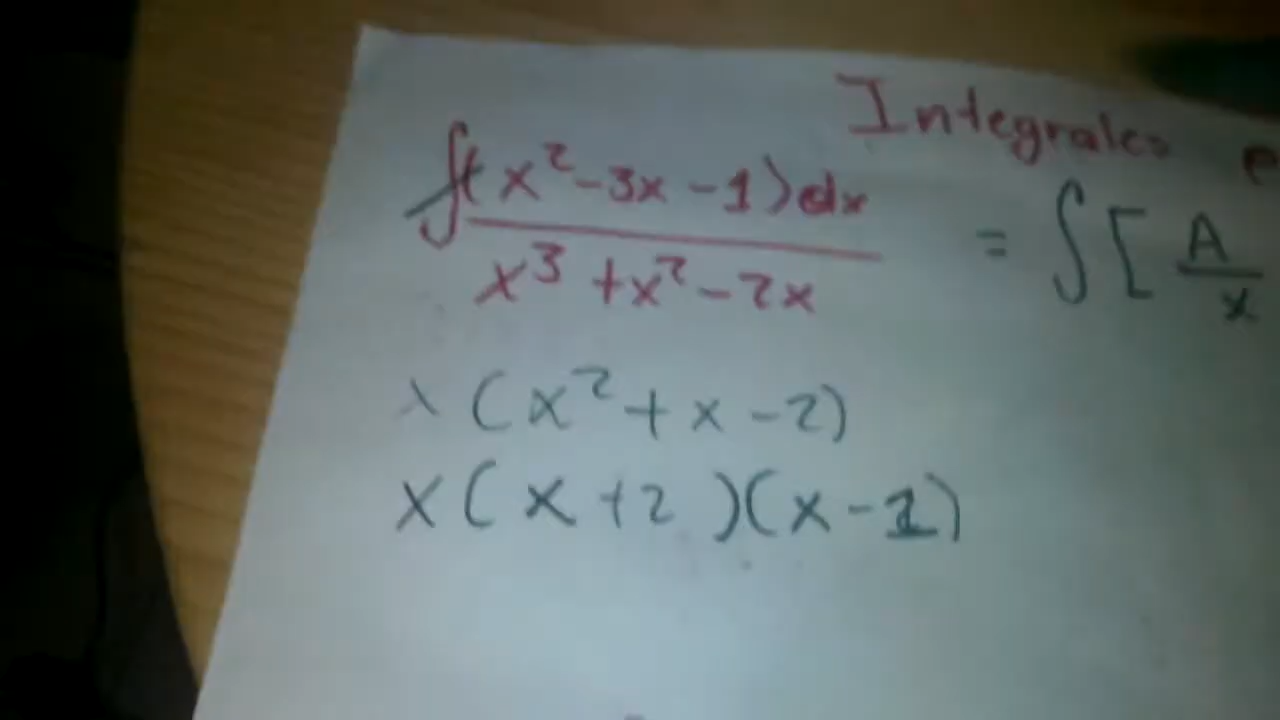 Integrales
∫ (x² - 3x - 1) dx / x³ + x² - 2x = ∫ [ A / x
x (x² + x - 2)
x (x + 2) (x - 1)